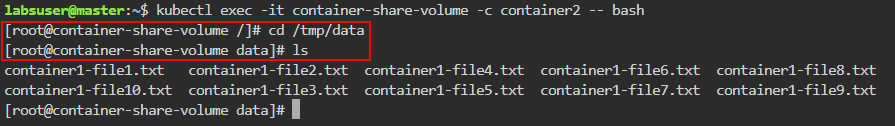 labsuser@master:~$ kubectl exec -it container-share-volume -c container2 -- bash
[root@container-share-volume /]# cd /tmp/data
[root@container-share-volume data]# ls
container1-file1.txt   container1-file2.txt  container1-file4.txt  container1-file6.txt  container1-file8.txt
container1-file10.txt  container1-file3.txt  container1-file5.txt  container1-file7.txt  container1-file9.txt
[root@container-share-volume data]#